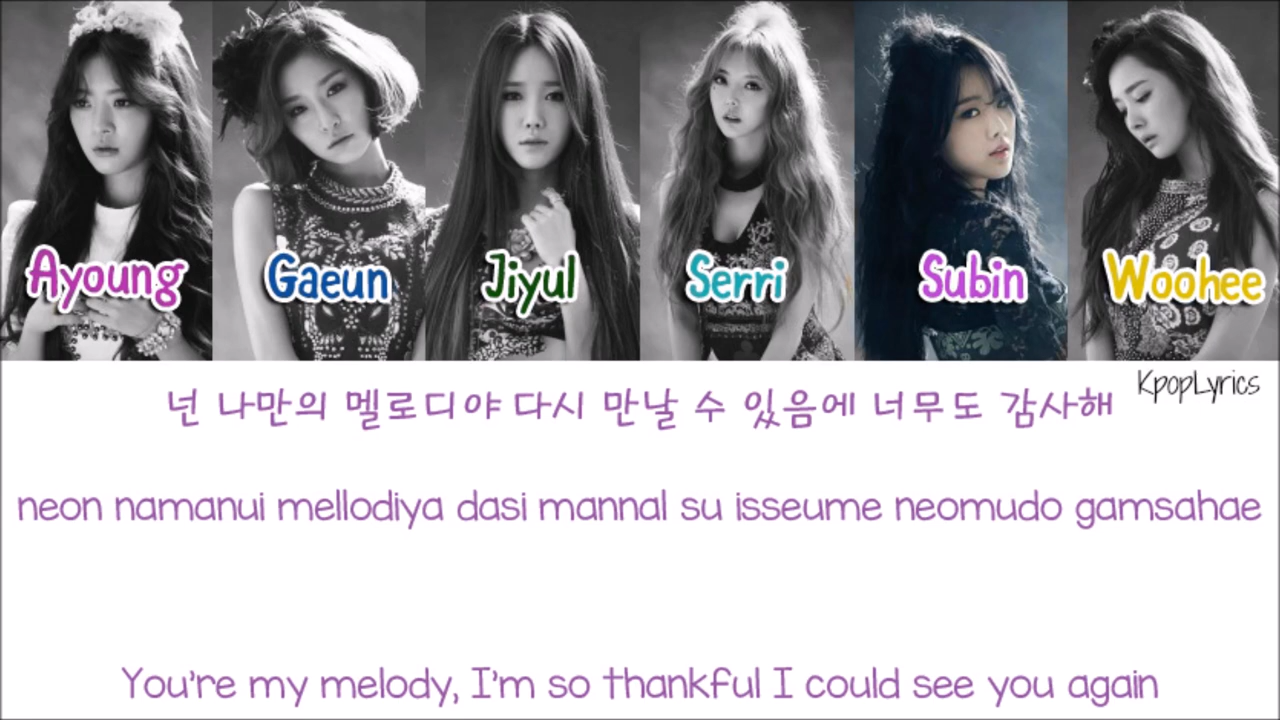 Ayoung Gaeun Jiyul Serri Subin Woohee
KpopLyrics
넌 나만의 멜로디야 다시 만날 수 있음에 너무도 감사해
neon namanui mellodiya dasi mannal su isseume neomudo gamsahae
You're my melody, I'm so thankful I could see you again